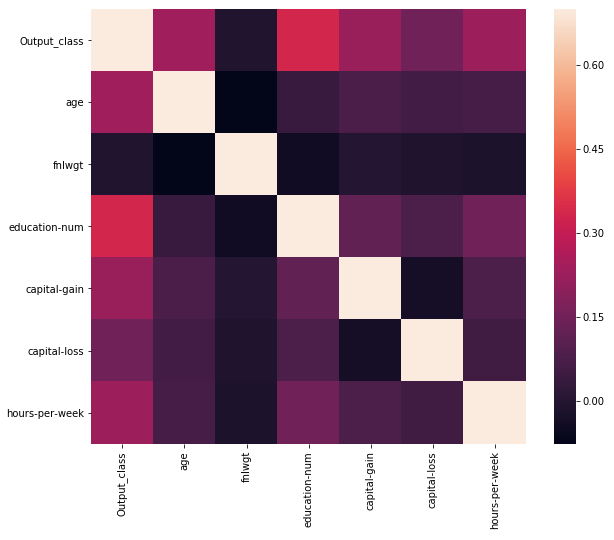 Output_class
age
fnlwgt
education-num
capital-gain
capital-loss
hours-per-week
Output_class
age
fnlwgt
education-num
capital-gain
capital-loss
hours-per-week
0.60
0.45
0.30
0.15
0.00